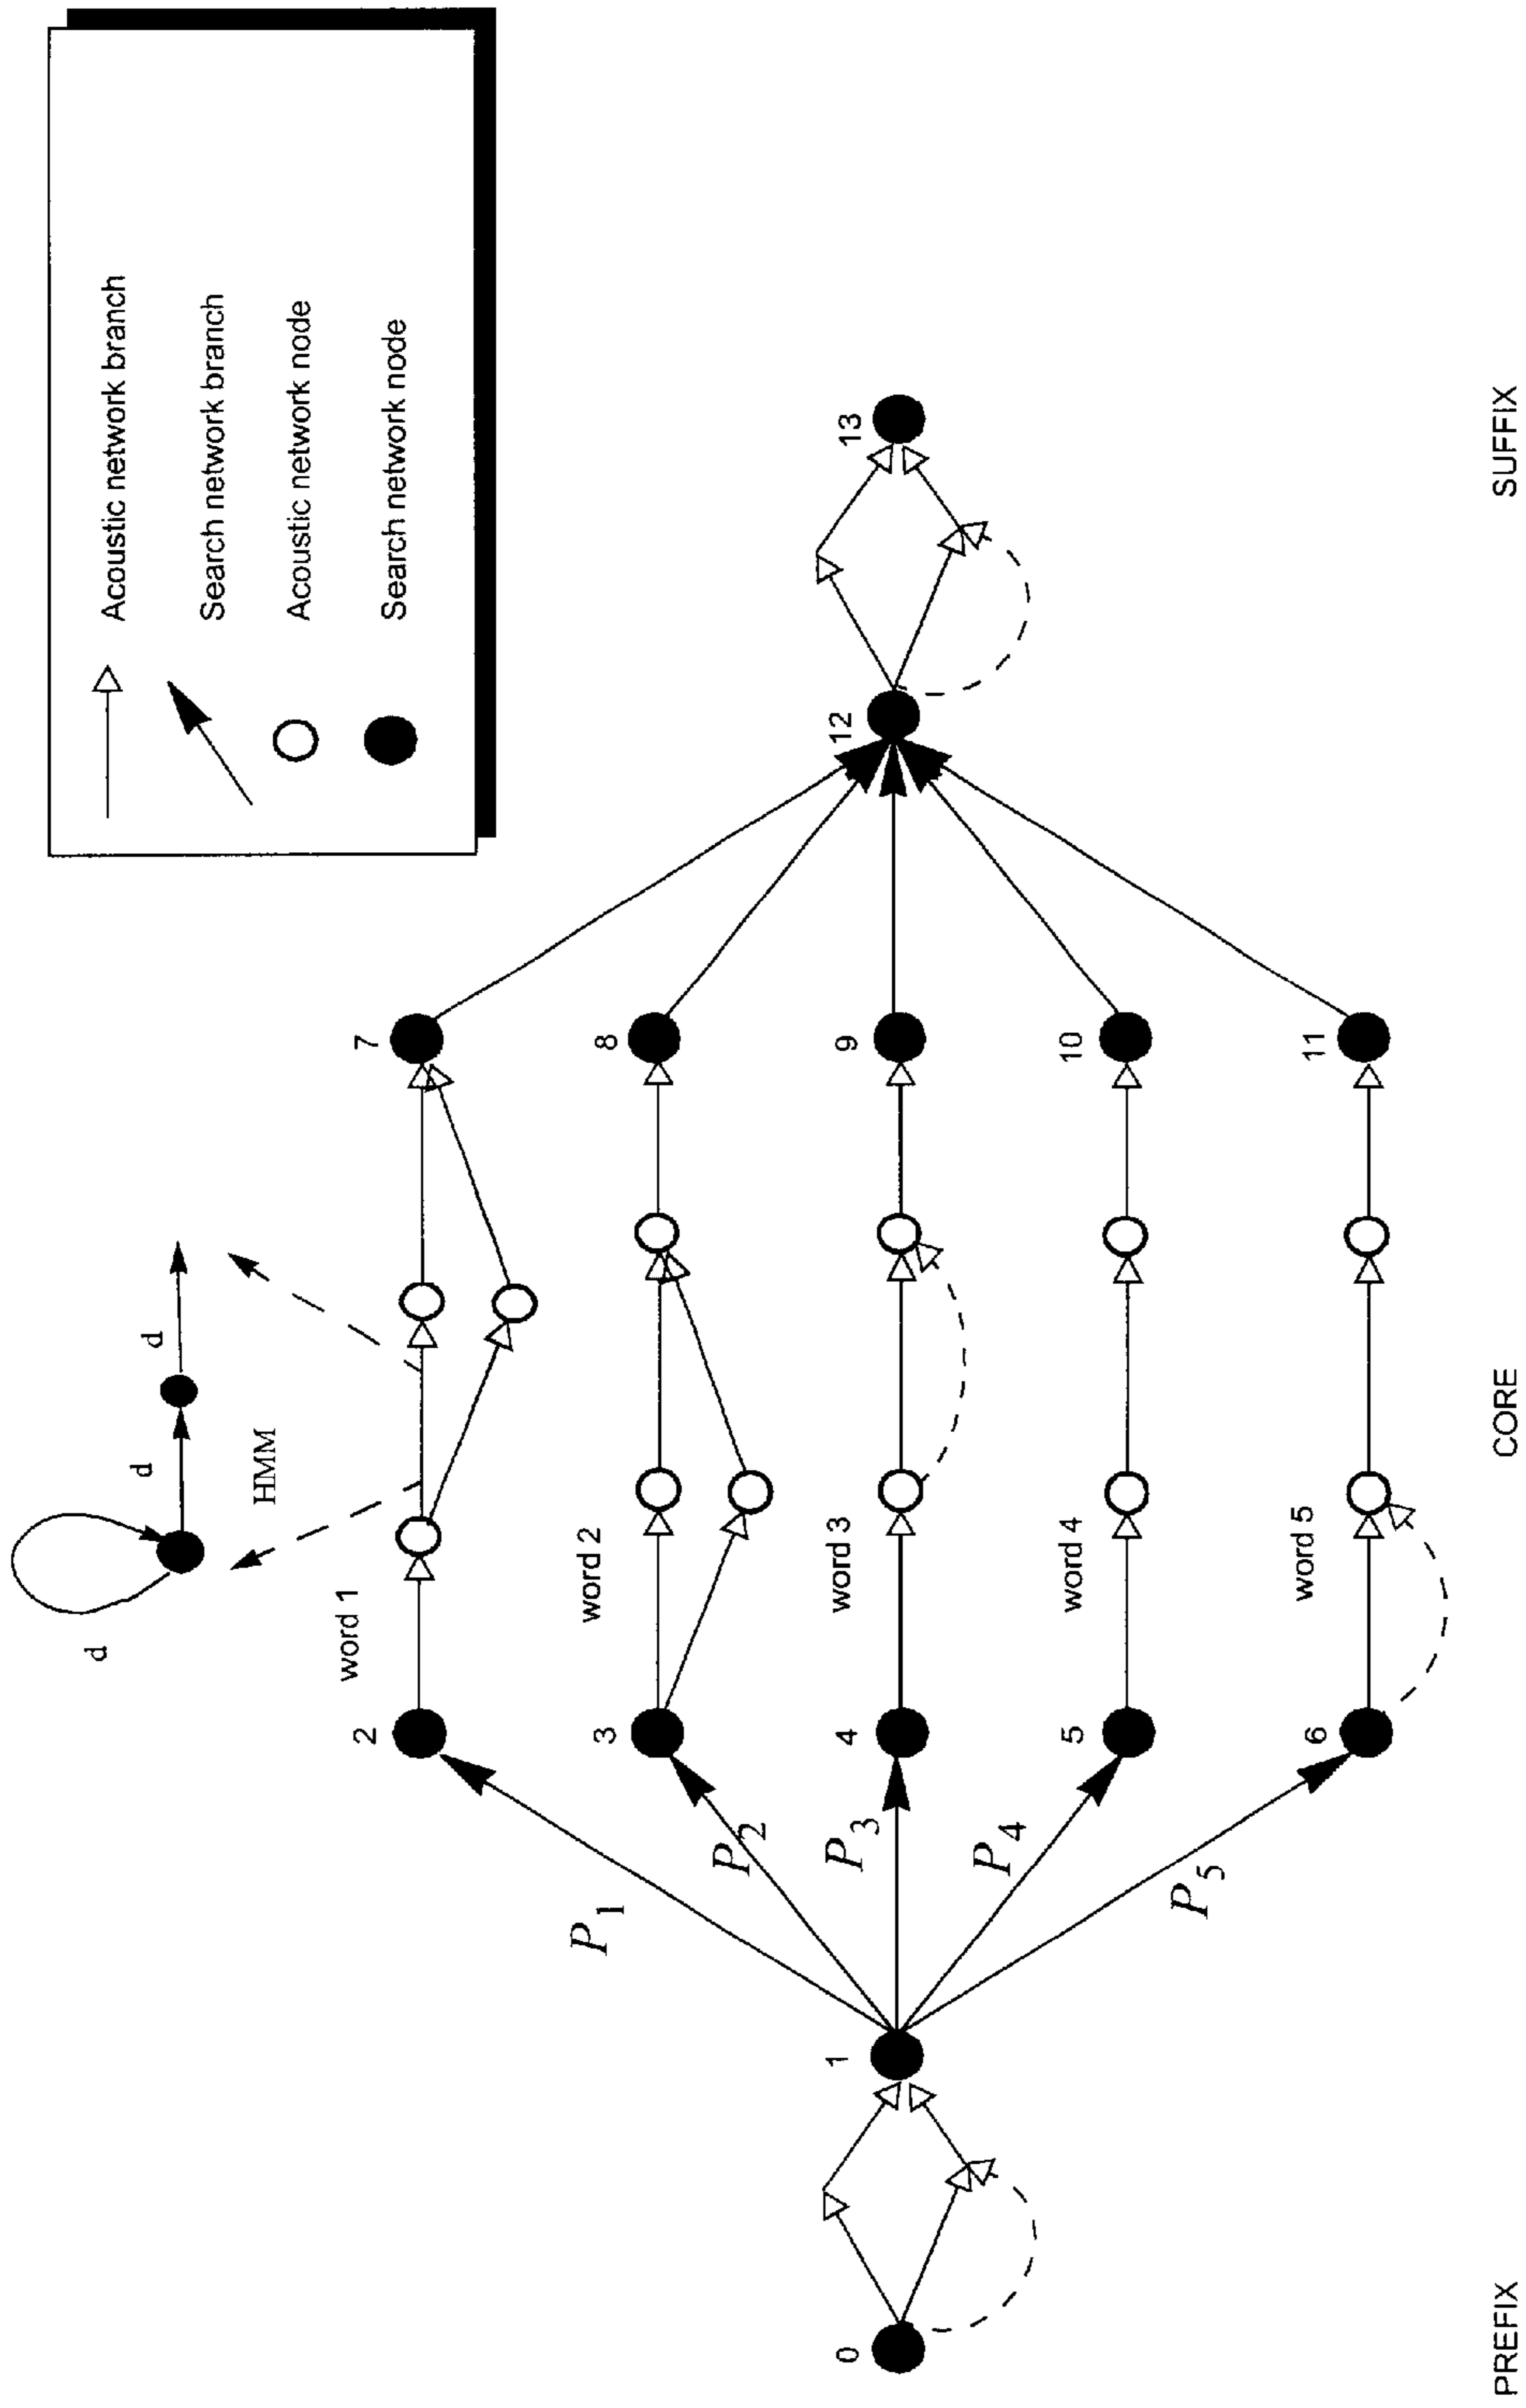 Acoustic network branch
Search network branch
Acoustic network node
Search network node
d
d
d
HMM
2
word 1
7
3
word 2
8
P1
P2
0
1
P3
4
word 3
9
12
13
P4
5
word 4
10
P5
6
word 5
11
PREFIX
CORE
SUFFIX